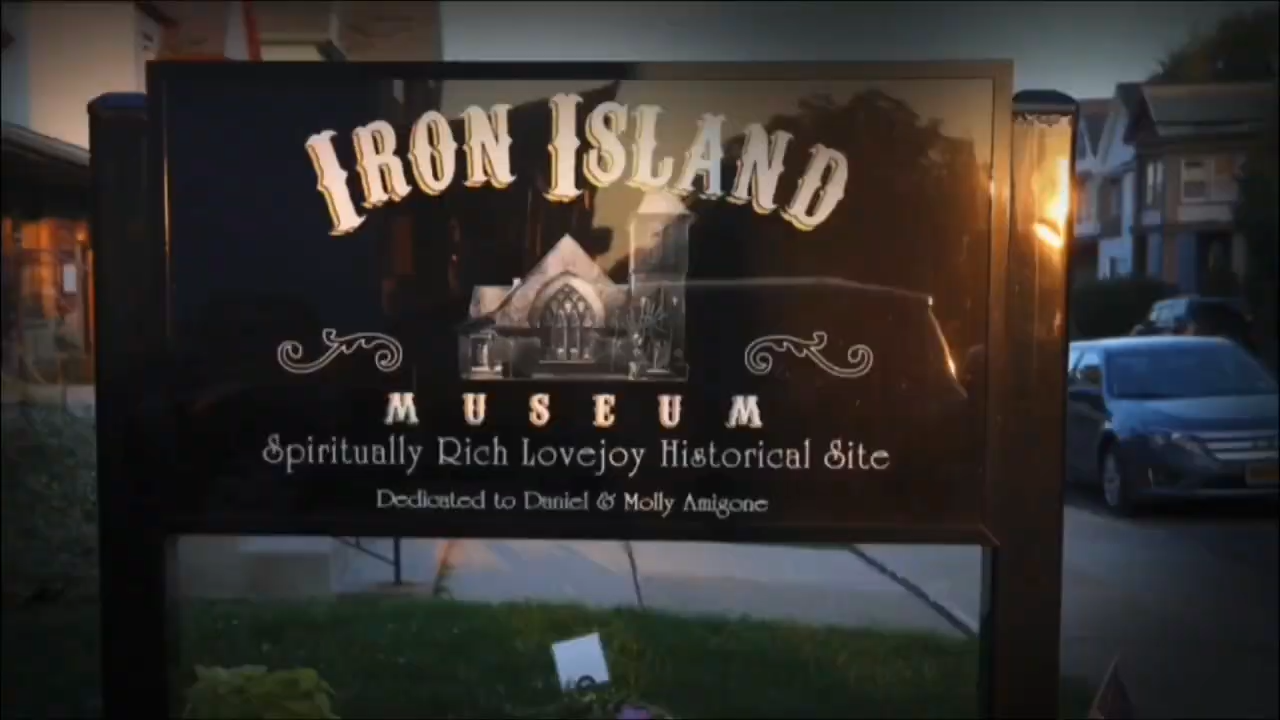 IRON ISLAND
MUSEUM
Spiritually Rich Lovejoy Historical Site
Dedicated to Daniel & Molly Amigone